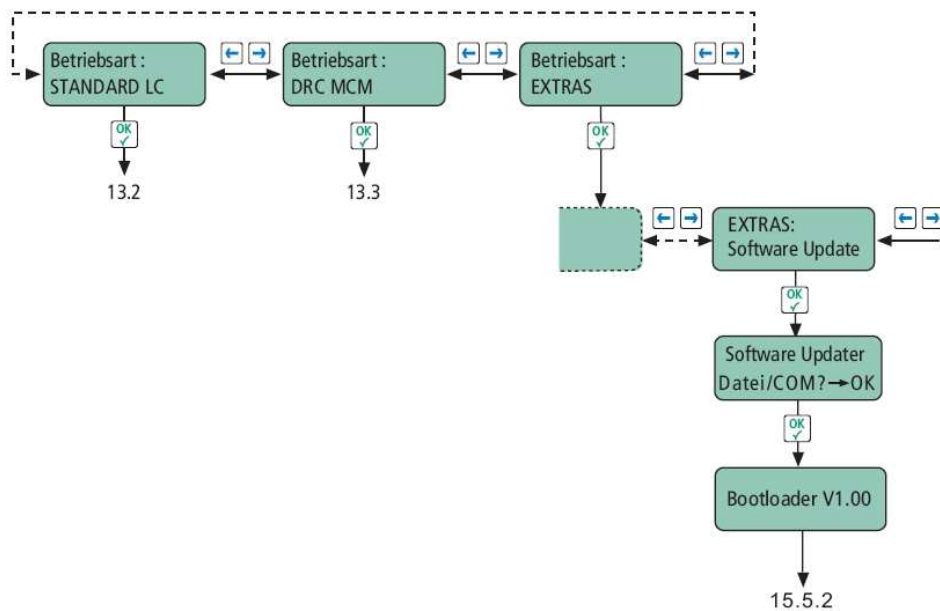 Betriebsart :
STANDARD LC
Betriebsart :
DRC MCM
Betriebsart :
EXTRAS
OK
OK
OK
13.2
13.3
EXTRAS:
Software Update
OK
Software Updater
Datei/COM?→OK
OK
Bootloader V1.00
15.5.2